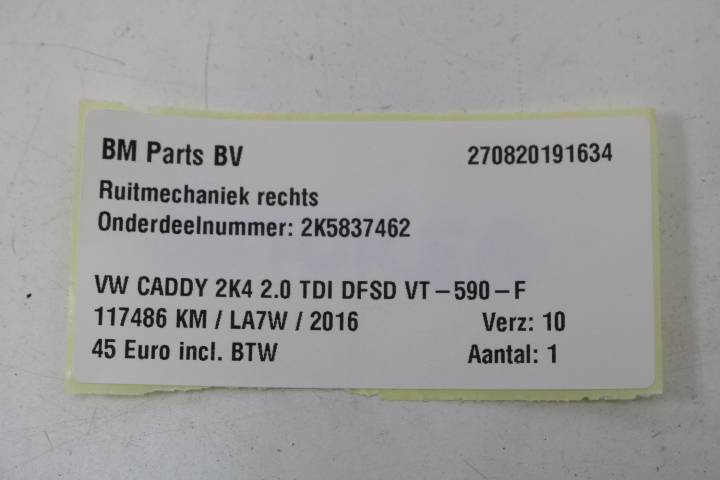 BM Parts BV 270820191634
Ruitmechaniek rechts
Onderdeelnummer: 2K5837462
VW CADDY 2K4 2.0 TDI DFSD VT-590-F
117486 KM / LA7W / 2016 Verz: 10
45 Euro incl. BTW Aantal: 1